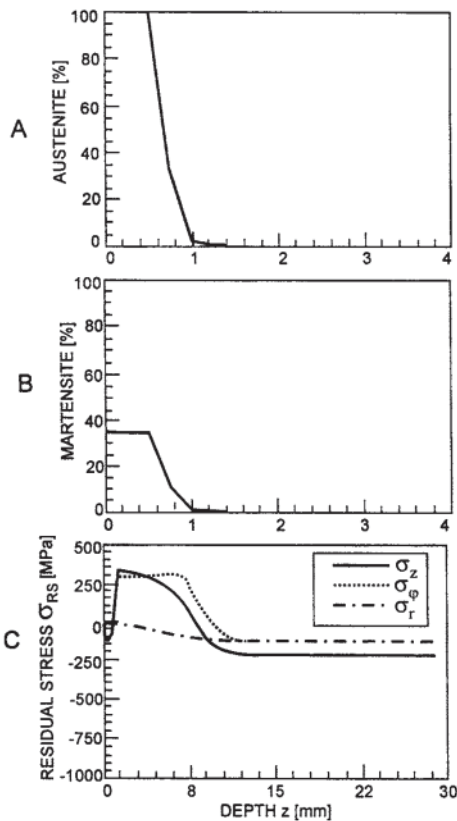 A
AUSTENITE [%]
100
80
60
40
20
0
0 1 2 3 4
B
MARTENSITE [%]
100
80
60
40
20
0
0 1 2 3 4
C
RESIDUAL STRESS σRS [MPa]
500
250
0
-250
-500
-750
-1000
σz
σφ
σr
0 8 12 15 23 30
DEPTH z [mm]